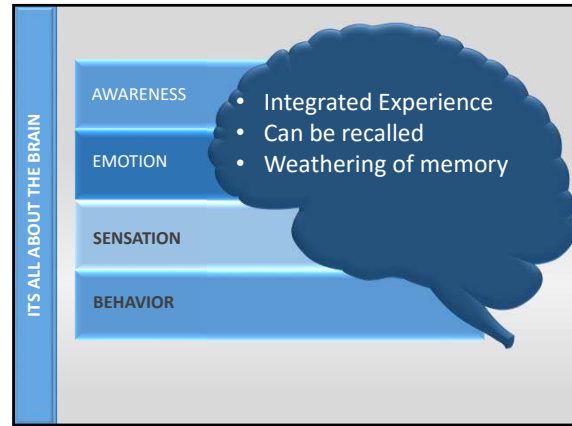 ITS ALL ABOUT THE BRAIN
AWARENESS
EMOTION
SENSATION
BEHAVIOR
• Integrated Experience
• Can be recalled
• Weathering of memory